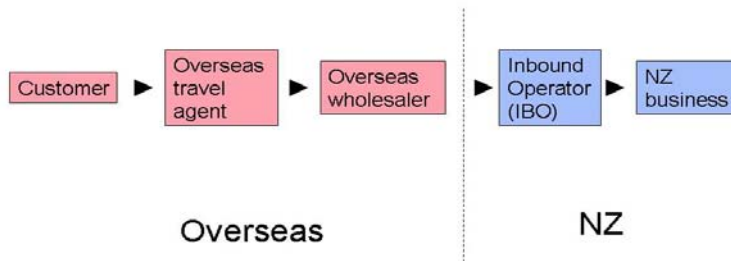 Customer
Overseas
travel
agent
Overseas
wholesaler
Inbound
Operator
(IBO)
NZ
business
Overseas
NZ